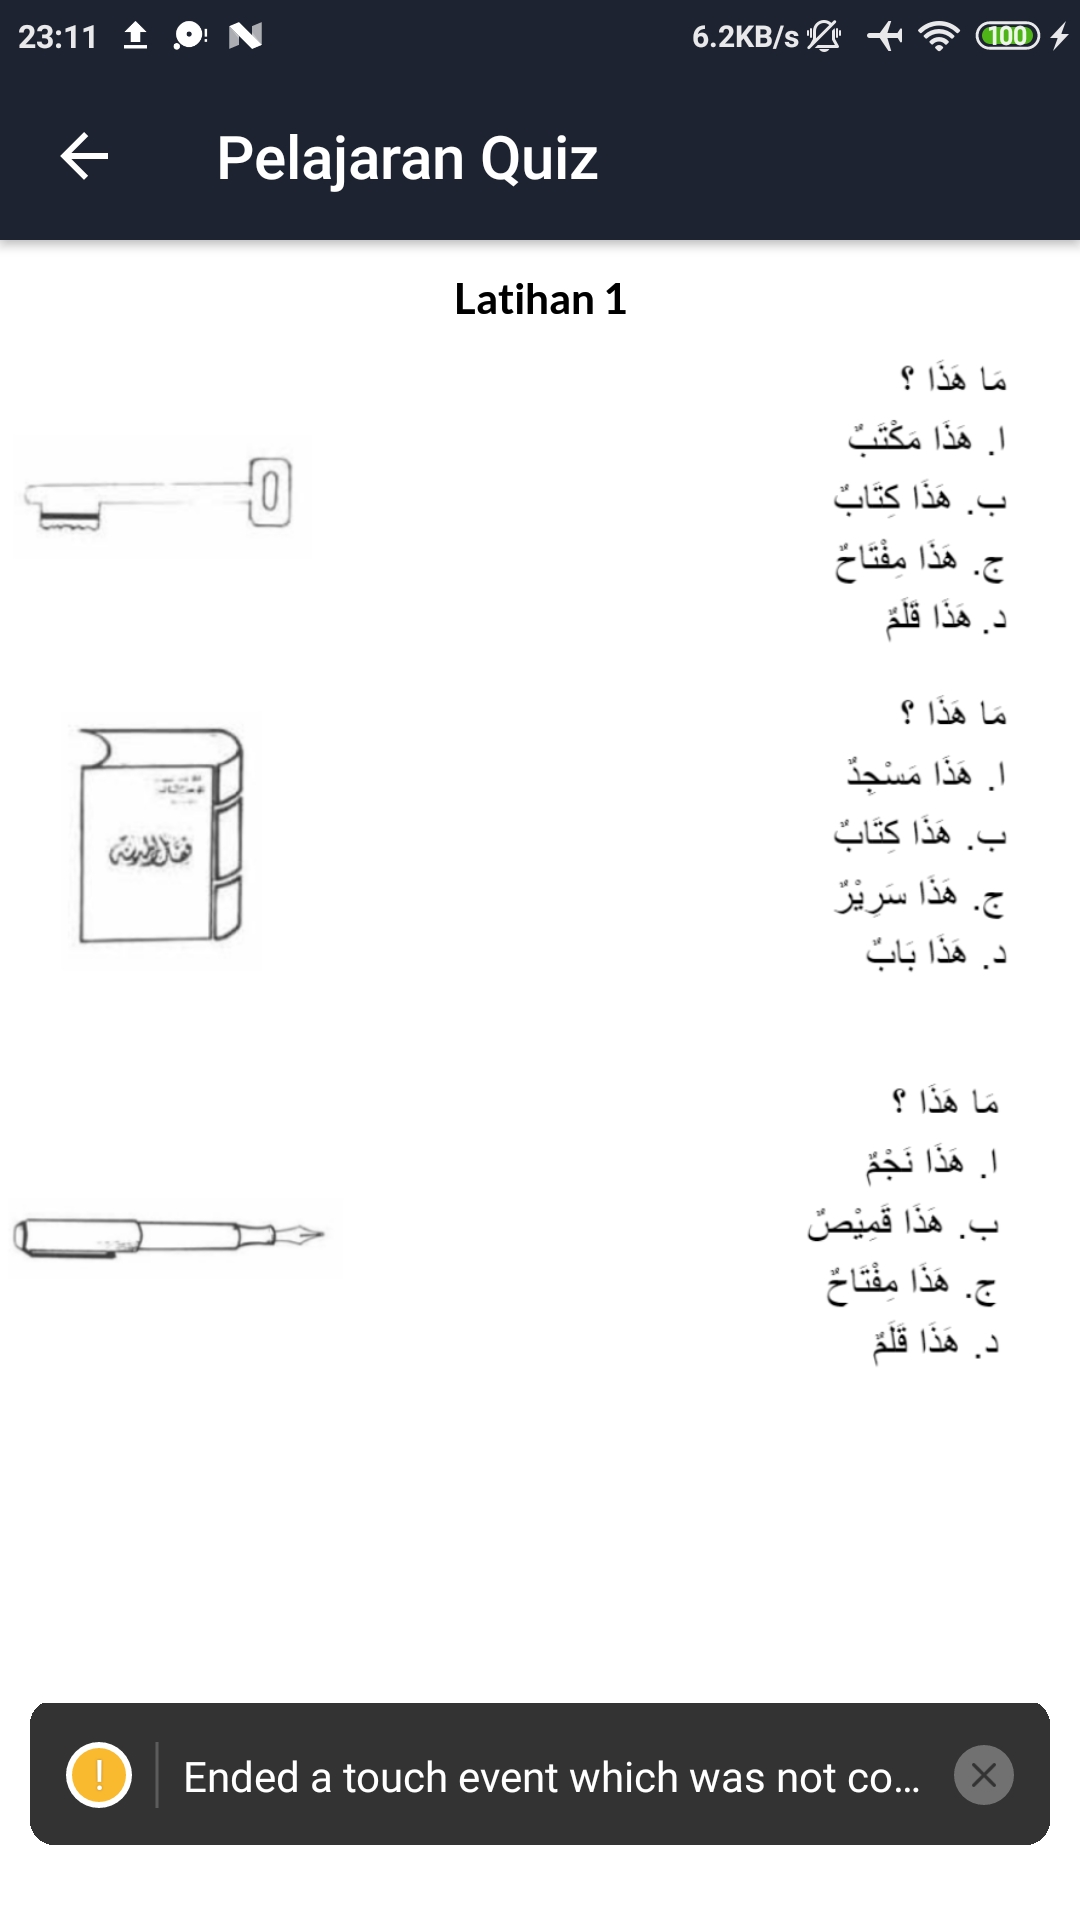 23:11
6.2KB/s
100
Pelajaran Quiz
Latihan 1
مَا هَذَا ؟
ا. هَذَا مَكْتَبٌ
ب. هَذَا كِتَابٌ
ج. هَذَا مِفْتَاحٌ
د. هَذَا قَلَمٌ
مَا هَذَا ؟
ا. هَذَا مَسْجِدٌ
ب. هَذَا كِتَابٌ
ج. هَذَا سَرِيْرٌ
د. هَذَا بَابٌ
مَا هَذَا ؟
ا. هَذَا نَجْمٌ
ب. هَذَا قَمِيْصٌ
ج. هَذَا مِفْتَاحٌ
د. هَذَا قَلَمٌ
Ended a touch event which was not co...